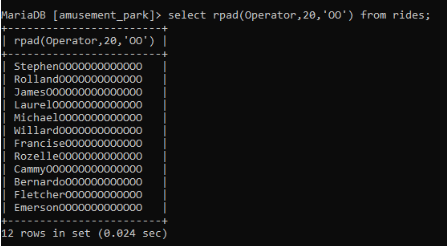 MariaDB [amusement_park]> select rpad(Operator,20,'OO') from rides;
+------------------------+
| rpad(Operator,20,'OO') |
+------------------------+
| StephenOOOOOOOOOOOOO   |
| RollandOOOOOOOOOOOOO   |
| JamesOOOOOOOOOOOOOOO   |
| LaurelOOOOOOOOOOOOOO   |
| MichaelOOOOOOOOOOOOO   |
| WillardOOOOOOOOOOOOO   |
| FranciseOOOOOOOOOOOO   |
| RozelleOOOOOOOOOOOOO   |
| CammyOOOOOOOOOOOOOOO   |
| BernardoOOOOOOOOOOOO   |
| FletcherOOOOOOOOOOOO   |
| EmersonOOOOOOOOOOOOO   |
+------------------------+
12 rows in set (0.024 sec)